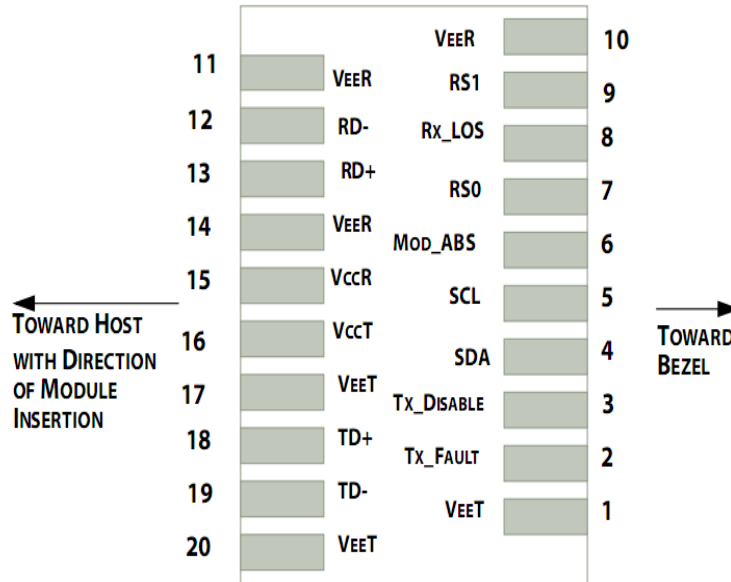 11 VEER
12 RD-
13 RD+
14 VEER
15 VCCR
16 VCCT
17 VEET
18 TD+
19 TD-
20 VEET
TOWARD HOST
WITH DIRECTION
OF MODULE
INSERTION
VEER 10
RS1 9
RX_LOS 8
RS0 7
MOD_ABS 6
SCL 5
SDA 4
TX_DISABLE 3
TX_FAULT 2
VEET 1
TOWARD
BEZEL